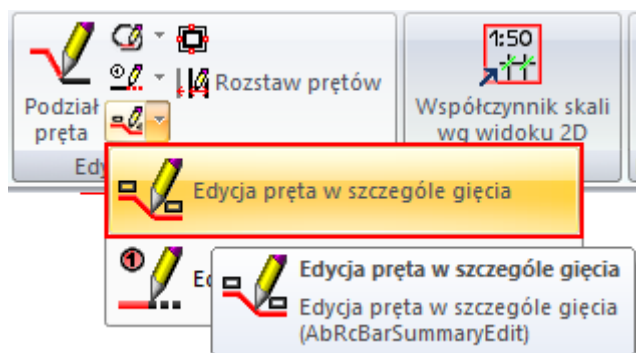 1:50
Rozstaw prętów
Podział
pręta
Współczynnik skali
wg widoku 2D
Edycja pręta w szczególe gięcia
Edycja pręta w szczególe gięcia
Edycja pręta w szczególe gięcia
(AbRcBarSummaryEdit)